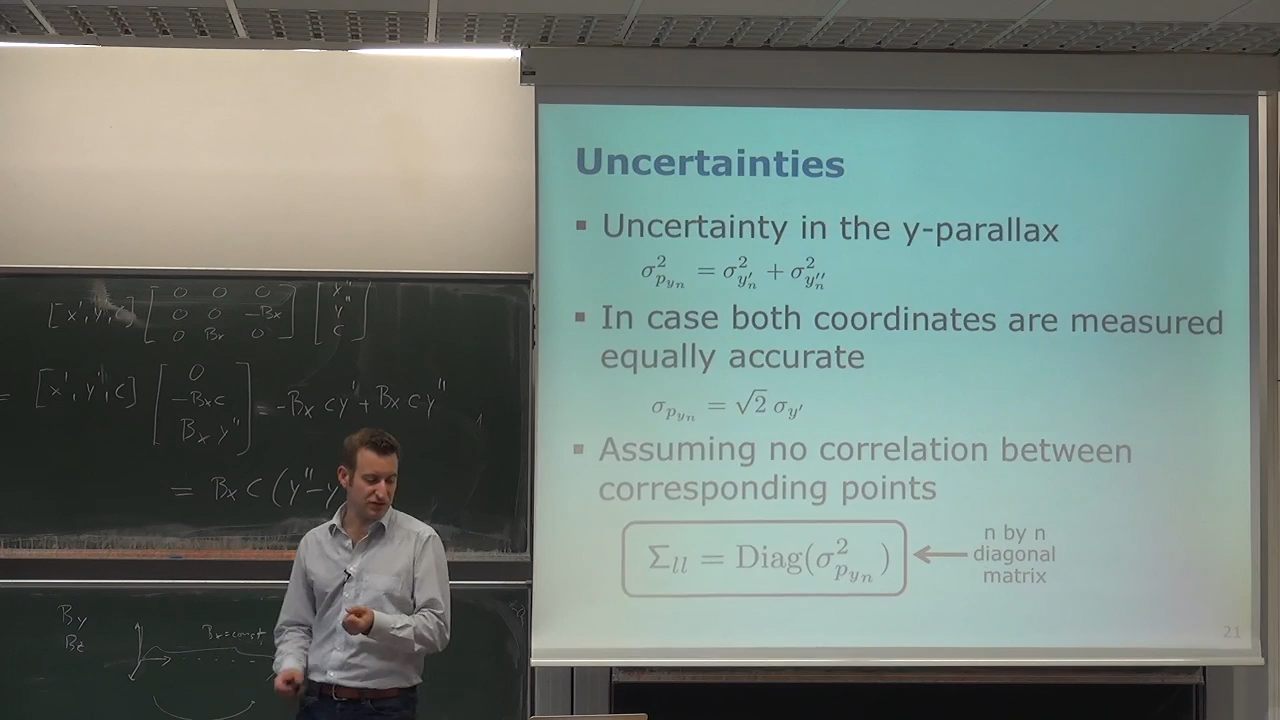 [x', y', c] [0 0 0 [x''
0 0 -Bx y''
0 Bx 0] c]
= [x', y', c] [0
-Bxc
Bx y''] = -Bx c y' + Bx c y''
= Bx c (y'' - y
By
Bz
Bx=const
Uncertainties
▪ Uncertainty in the y-parallax
σ²_{p_{y_n}} = σ²_{y'_n} + σ²_{y''_n}
▪ In case both coordinates are measured
equally accurate
σ_{p_{y_n}} = √2 σ_{y'}
▪ Assuming no correlation between
corresponding points
Σ_{ll} = Diag(σ²_{p_{y_n}})
n by n
diagonal
matrix
21